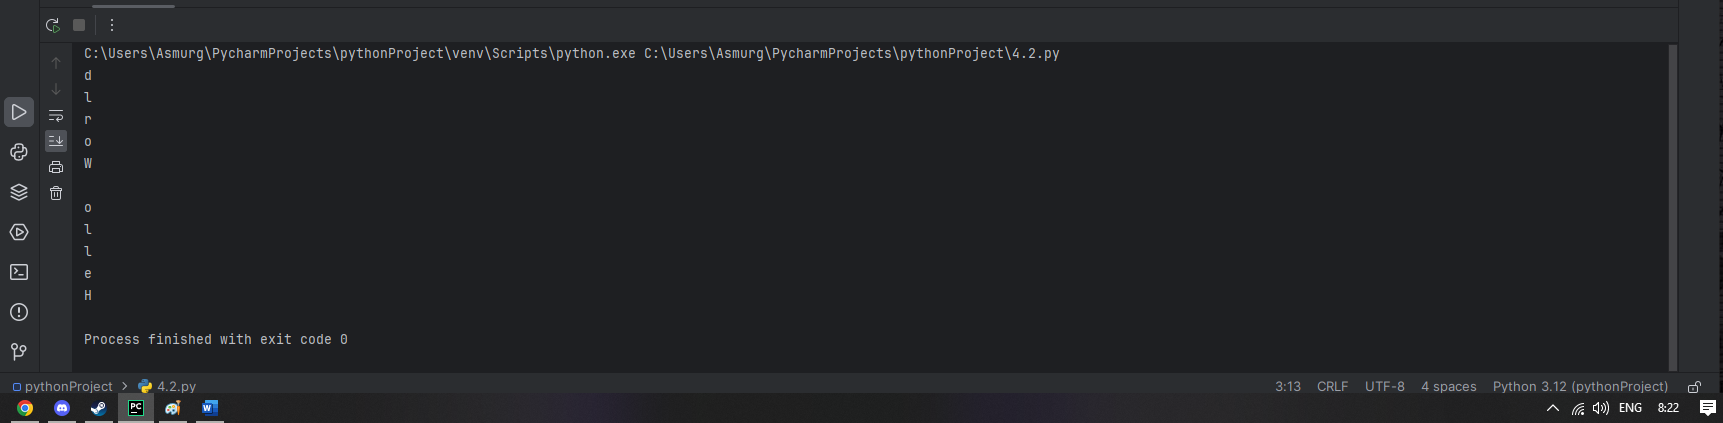 C:\Users\Asmurg\PycharmProjects\pythonProject\venv\Scripts\python.exe C:\Users\Asmurg\PycharmProjects\pythonProject\4.2.py
d
l
r
o
W
o
l
l
e
H
Process finished with exit code 0
pythonProject > 4.2.py 3:13 CRLF UTF-8 4 spaces Python 3.12 (pythonProject)
PC W ENG 8:22